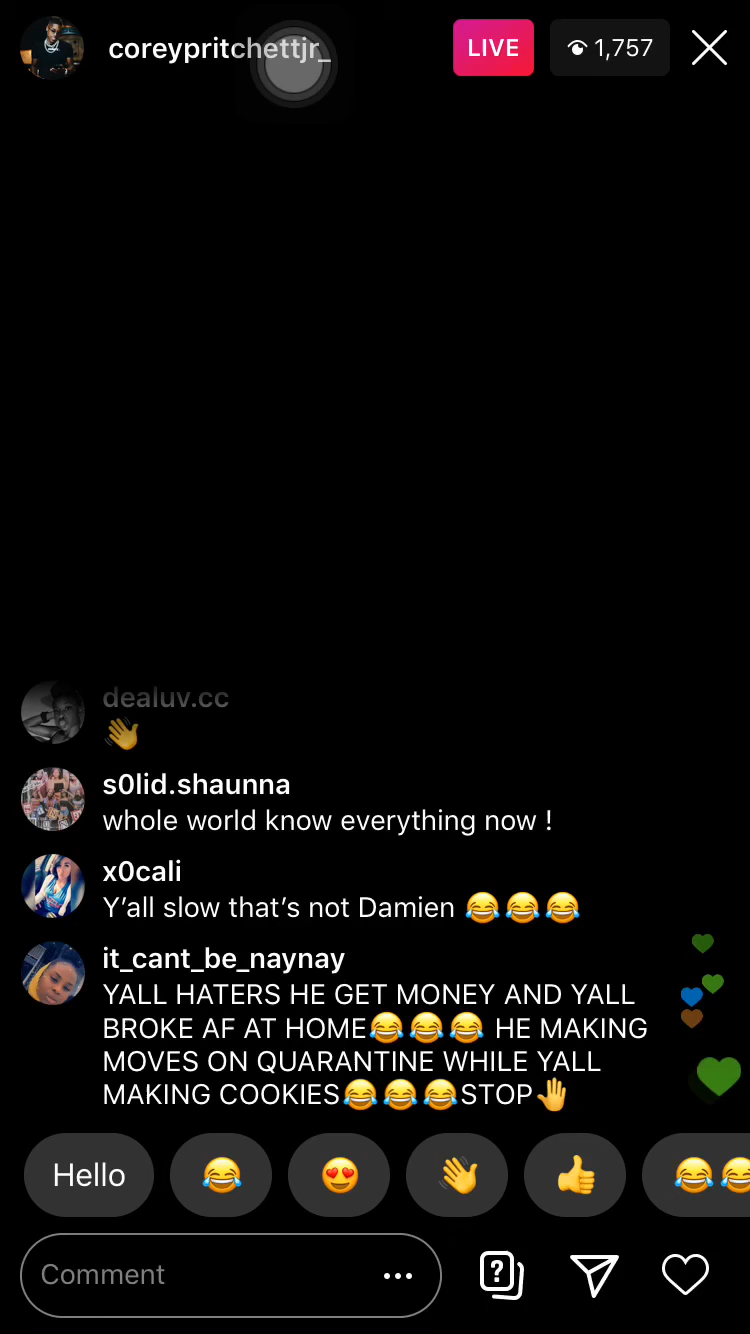 coreypritchettjr_ LIVE 1,757
dealuv.cc
👋
s0lid.shaunna
whole world know everything now !
x0cali
Y’all slow that’s not Damien 😂😂😂
it_cant_be_naynay
YALL HATERS HE GET MONEY AND YALL
BROKE AF AT HOME😂😂😂 HE MAKING
MOVES ON QUARANTINE WHILE YALL
MAKING COOKIES😂😂😂STOP🤚
Hello 😂 😍 👋 👍 😂😂
Comment